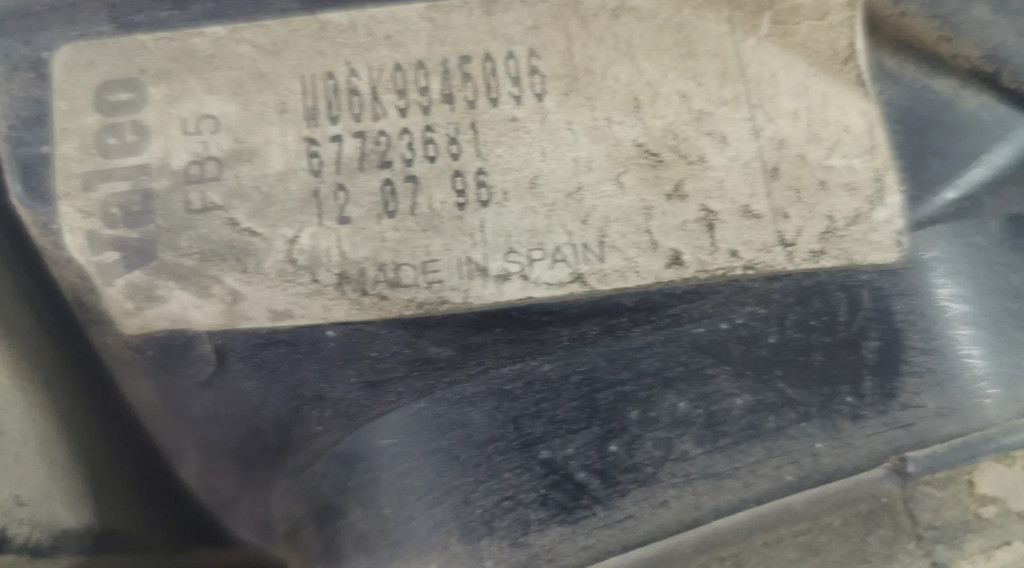 valeo
FB-5
W06K9945096
67723681
12 07 96
MADE IN SPAIN